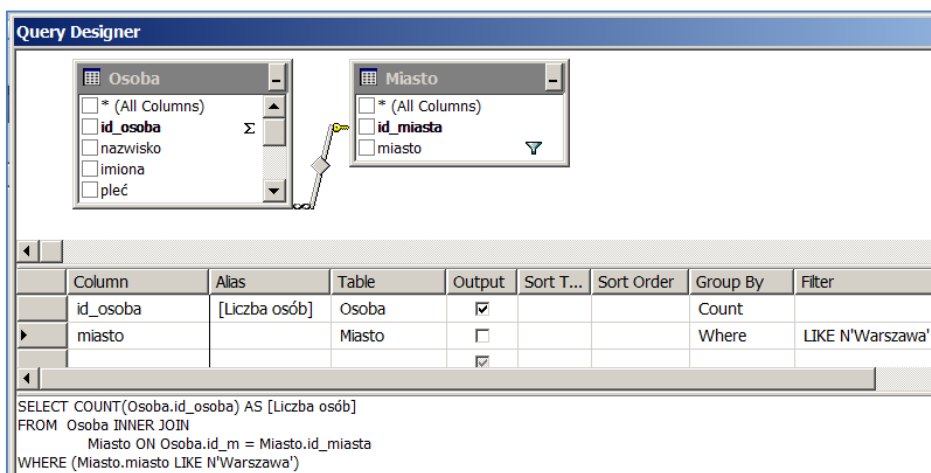 Query Designer
Osoba
* (All Columns)
id_osoba Σ
nazwisko
imiona
płeć
Miasto
* (All Columns)
id_miasta
miasto
Column Alias Table Output Sort T... Sort Order Group By Filter
id_osoba [Liczba osób] Osoba Count
miasto Miasto Where LIKE N'Warszawa'
SELECT COUNT(Osoba.id_osoba) AS [Liczba osób]
FROM Osoba INNER JOIN
Miasto ON Osoba.id_m = Miasto.id_miasta
WHERE (Miasto.miasto LIKE N'Warszawa')